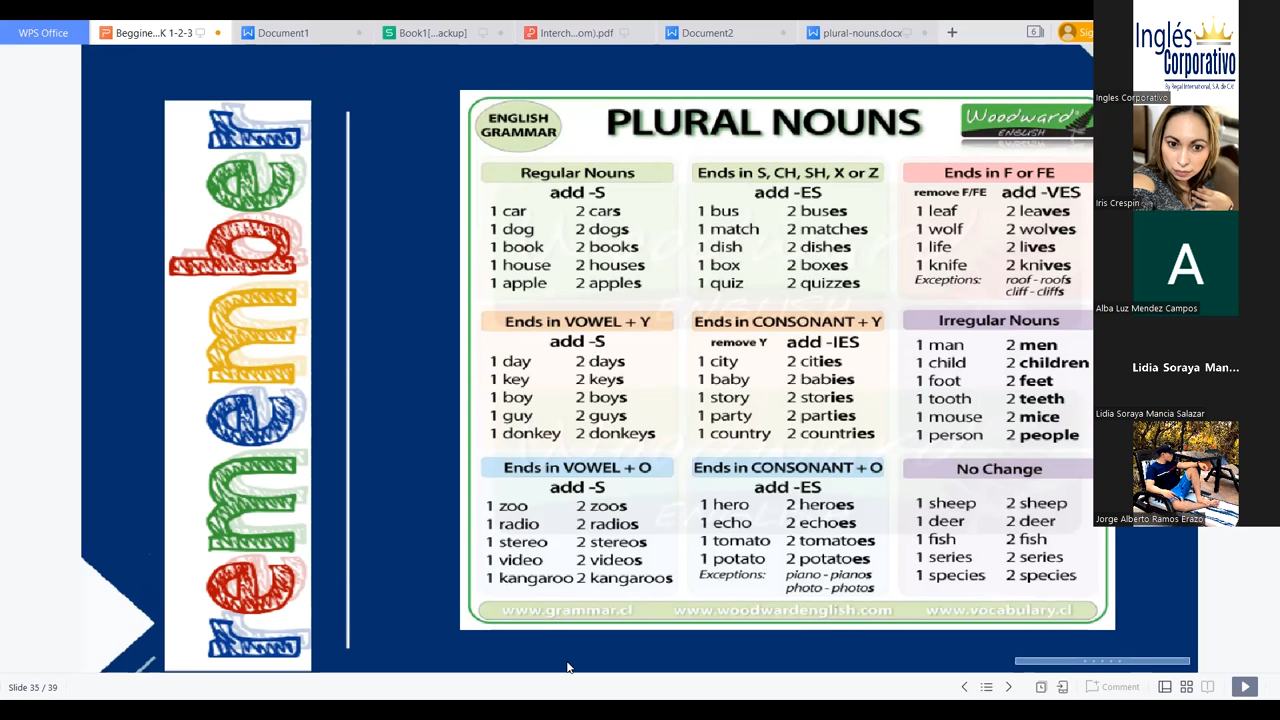 WPS Office
Beggine...K 1-2-3
Document1
Book1[...ackup]
Interch...om).pdf
Document2
plural-nouns.docx
6
Sig
remember
ENGLISH
GRAMMAR
PLURAL NOUNS
Woodward
ENGLISH
Regular Nouns
add -S
1 car 2 cars
1 dog 2 dogs
1 book 2 books
1 house 2 houses
1 apple 2 apples
Ends in S, CH, SH, X or Z
add -ES
1 bus 2 buses
1 match 2 matches
1 dish 2 dishes
1 box 2 boxes
1 quiz 2 quizzes
Ends in F or FE
remove F/FE add -VES
1 leaf 2 leaves
1 wolf 2 wolves
1 life 2 lives
1 knife 2 knives
Exceptions: roof - roofs
cliff - cliffs
Ends in VOWEL + Y
add -S
1 day 2 days
1 key 2 keys
1 boy 2 boys
1 guy 2 guys
1 donkey 2 donkeys
Ends in CONSONANT + Y
remove Y add -IES
1 city 2 cities
1 baby 2 babies
1 story 2 stories
1 party 2 parties
1 country 2 countries
Irregular Nouns
1 man 2 men
1 child 2 children
1 foot 2 feet
1 tooth 2 teeth
1 mouse 2 mice
1 person 2 people
Ends in VOWEL + O
add -S
1 zoo 2 zoos
1 radio 2 radios
1 stereo 2 stereos
1 video 2 videos
1 kangaroo 2 kangaroos
Ends in CONSONANT + O
add -ES
1 hero 2 heroes
1 echo 2 echoes
1 tomato 2 tomatoes
1 potato 2 potatoes
Exceptions: piano - pianos
photo - photos
No Change
1 sheep 2 sheep
1 deer 2 deer
1 fish 2 fish
1 series 2 series
1 species 2 species
www.grammar.cl www.woodwardenglish.com www.vocabulary.cl
Inglés
Corporativo
By Regal International, S.A. de C.V.
Ingles Corporativo
Iris Crespin
A
Alba Luz Mendez Campos
Lidia Soraya Man...
Lidia Soraya Mancia Salazar
Jorge Alberto Ramos Erazo
Slide 35 / 39
Comment